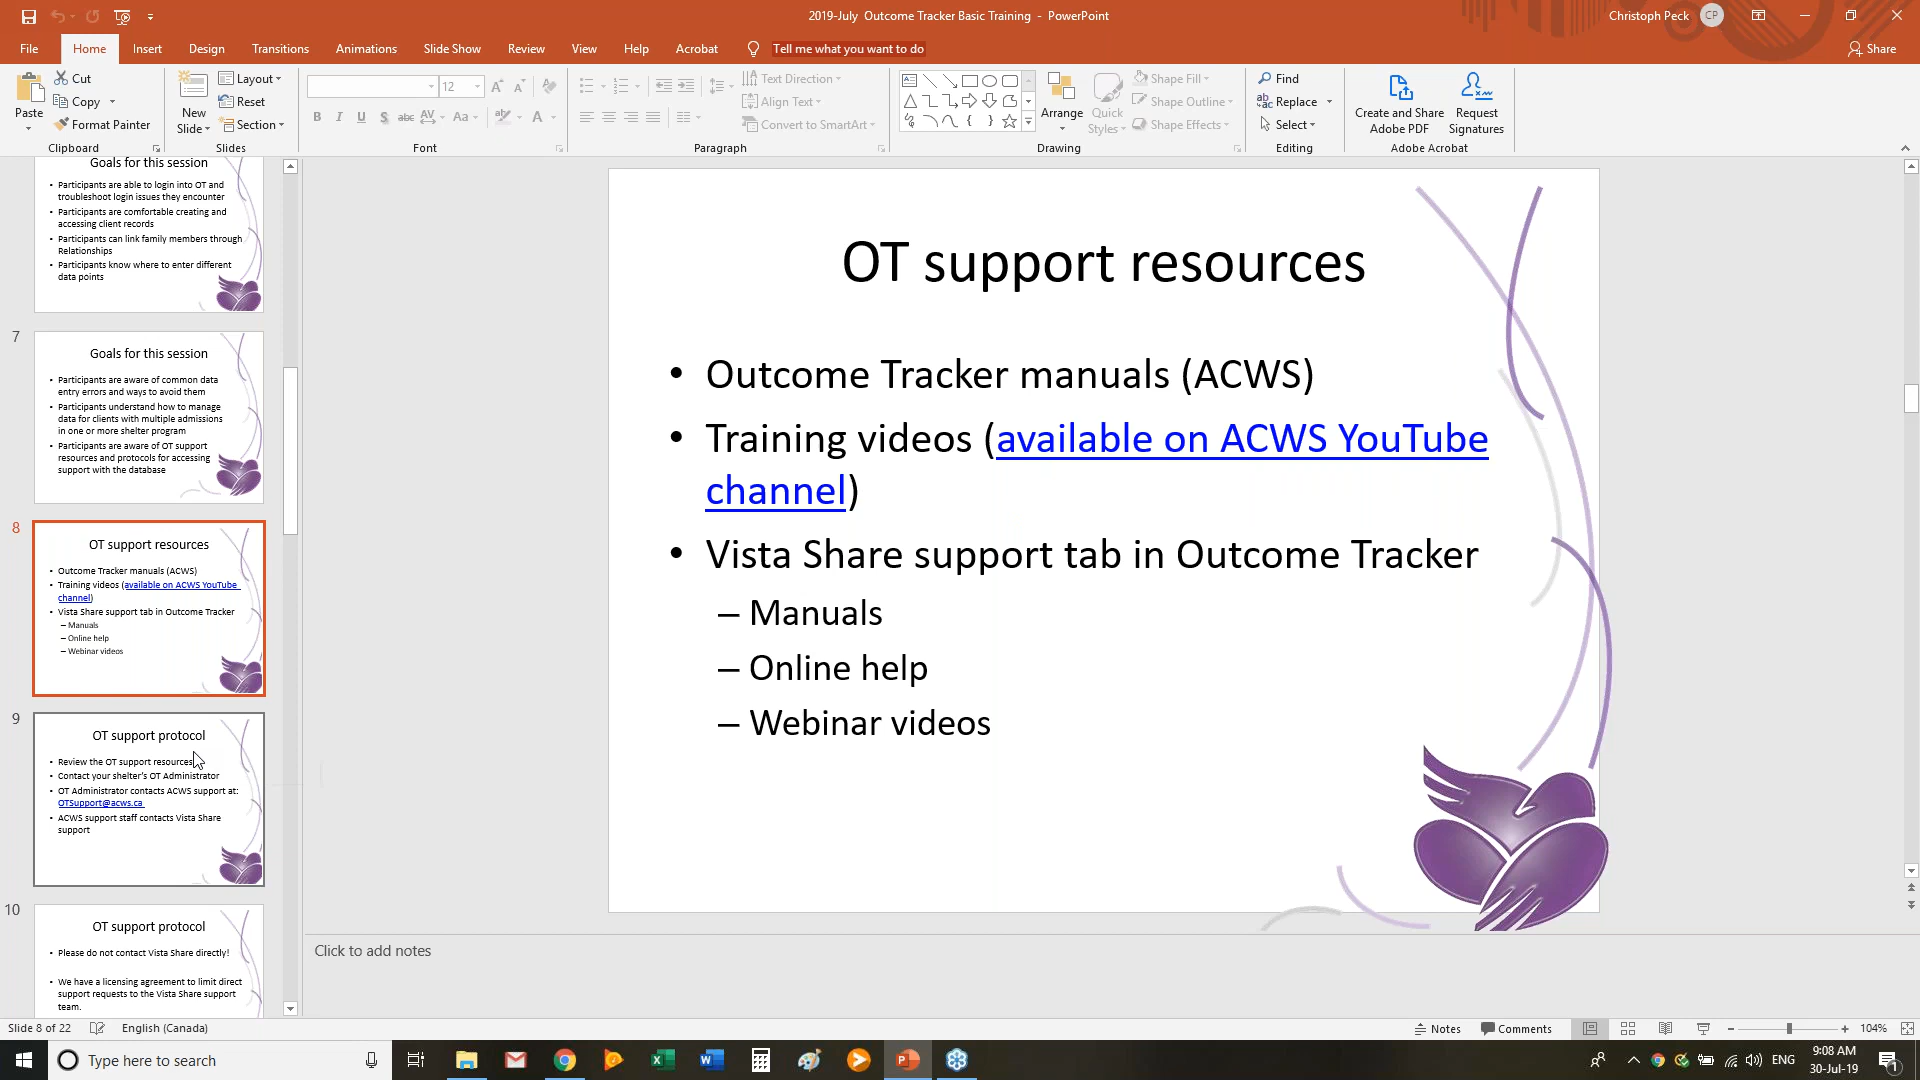 2019-July  Outcome Tracker Basic Training  -  PowerPoint
Christoph Peck
CP
File
Home
Insert
Design
Transitions
Animations
Slide Show
Review
View
Help
Acrobat
Tell me what you want to do
Share
Paste
Cut
Copy
Format Painter
Clipboard
New
Slide
Layout
Reset
Section
Slides
12
Font
Text Direction
Align Text
Convert to SmartArt
Paragraph
Arrange
Quick
Styles
Shape Fill
Shape Outline
Shape Effects
Drawing
Find
Replace
Select
Editing
Create and Share
Adobe PDF
Request
Signatures
Adobe Acrobat
Goals for this session
• Participants are able to login into OT and
troubleshoot login issues they encounter
• Participants are comfortable creating and
accessing client records
• Participants can link family members through
Relationships
• Participants know where to enter different
data points
7
Goals for this session
• Participants are aware of common data
entry errors and ways to avoid them
• Participants understand how to manage
data for clients with multiple admissions
in one or more shelter program
• Participants are aware of OT support
resources and protocols for accessing
support with the database
8
OT support resources
• Outcome Tracker manuals (ACWS)
• Training videos (available on ACWS YouTube
channel)
• Vista Share support tab in Outcome Tracker
– Manuals
– Online help
– Webinar videos
9
OT support protocol
• Review the OT support resources
• Contact your shelter's OT Administrator
• OT Administrator contacts ACWS support at:
OTSupport@acws.ca
• ACWS support staff contacts Vista Share
support
10
OT support protocol
• Please do not contact Vista Share directly!
• We have a licensing agreement to limit direct
support requests to the Vista Share support
team.
OT support resources
• Outcome Tracker manuals (ACWS)
• Training videos (available on ACWS YouTube
channel)
• Vista Share support tab in Outcome Tracker
– Manuals
– Online help
– Webinar videos
Click to add notes
Slide 8 of 22
English (Canada)
Notes
Comments
104%
Type here to search
ENG
9:08 AM
30-Jul-19
1